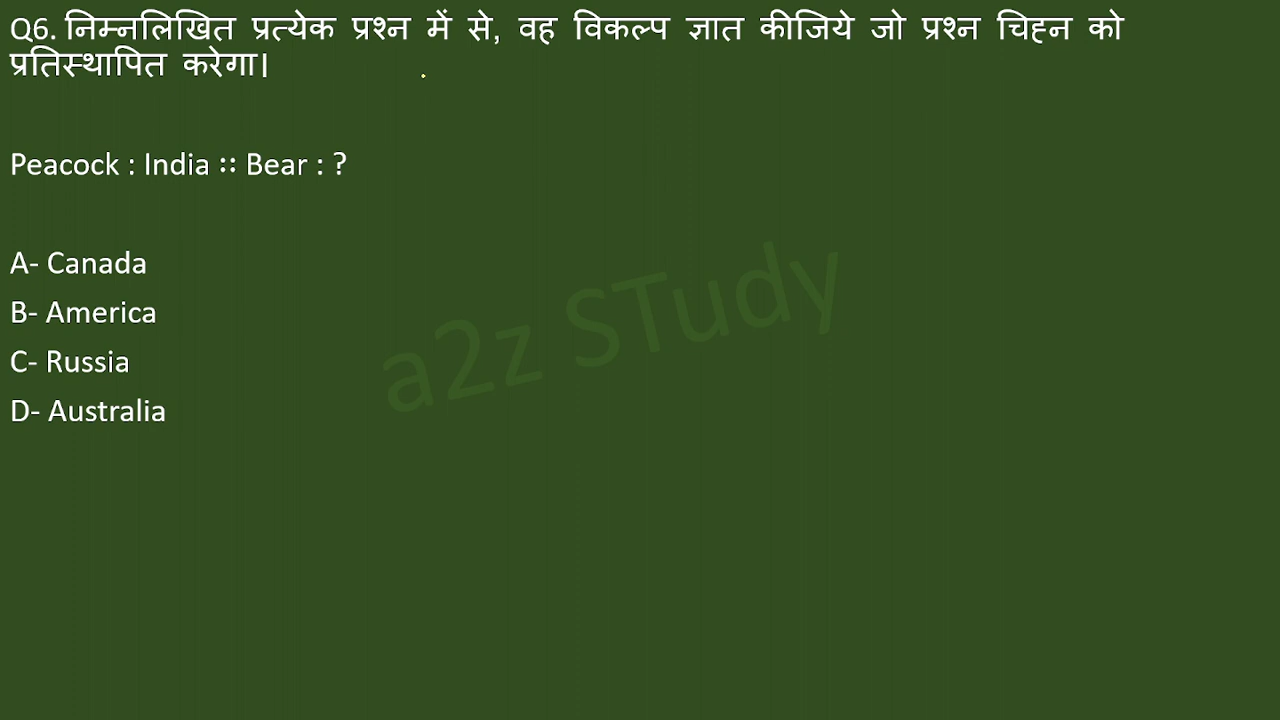 Q6. निम्नलिखित प्रत्येक प्रश्न में से, वह विकल्प ज्ञात कीजिये जो प्रश्न चिह्न को
प्रतिस्थापित करेगा।
Peacock : India :: Bear : ?
A- Canada
B- America
C- Russia
D- Australia
a2z STudy